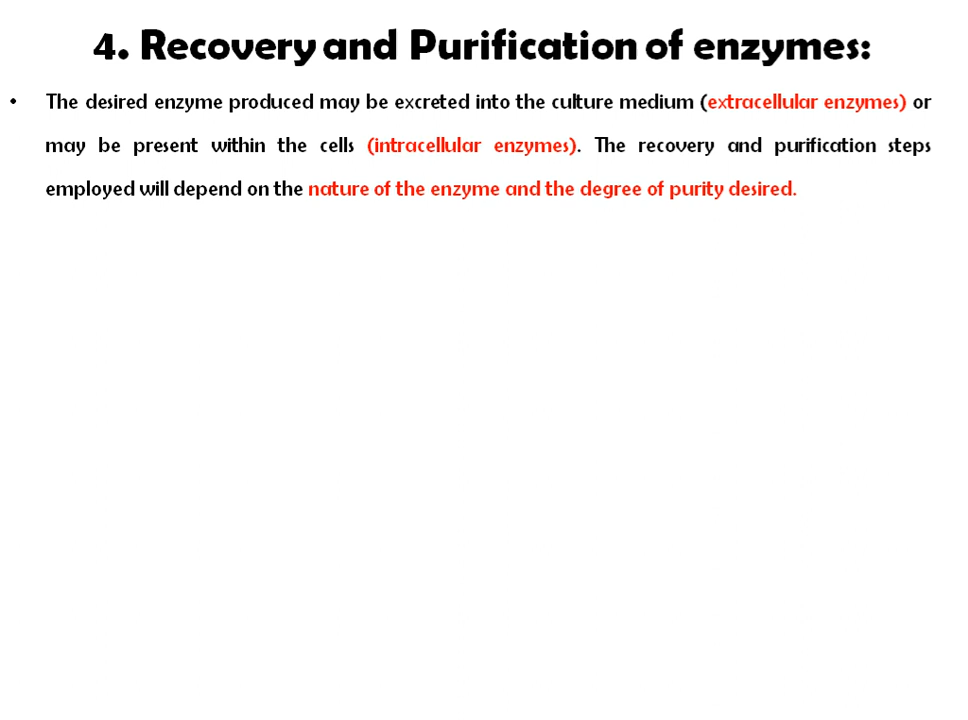 4. Recovery and Purification of enzymes:
• The desired enzyme produced may be excreted into the culture medium (extracellular enzymes) or
may be present within the cells (intracellular enzymes). The recovery and purification steps
employed will depend on the nature of the enzyme and the degree of purity desired.